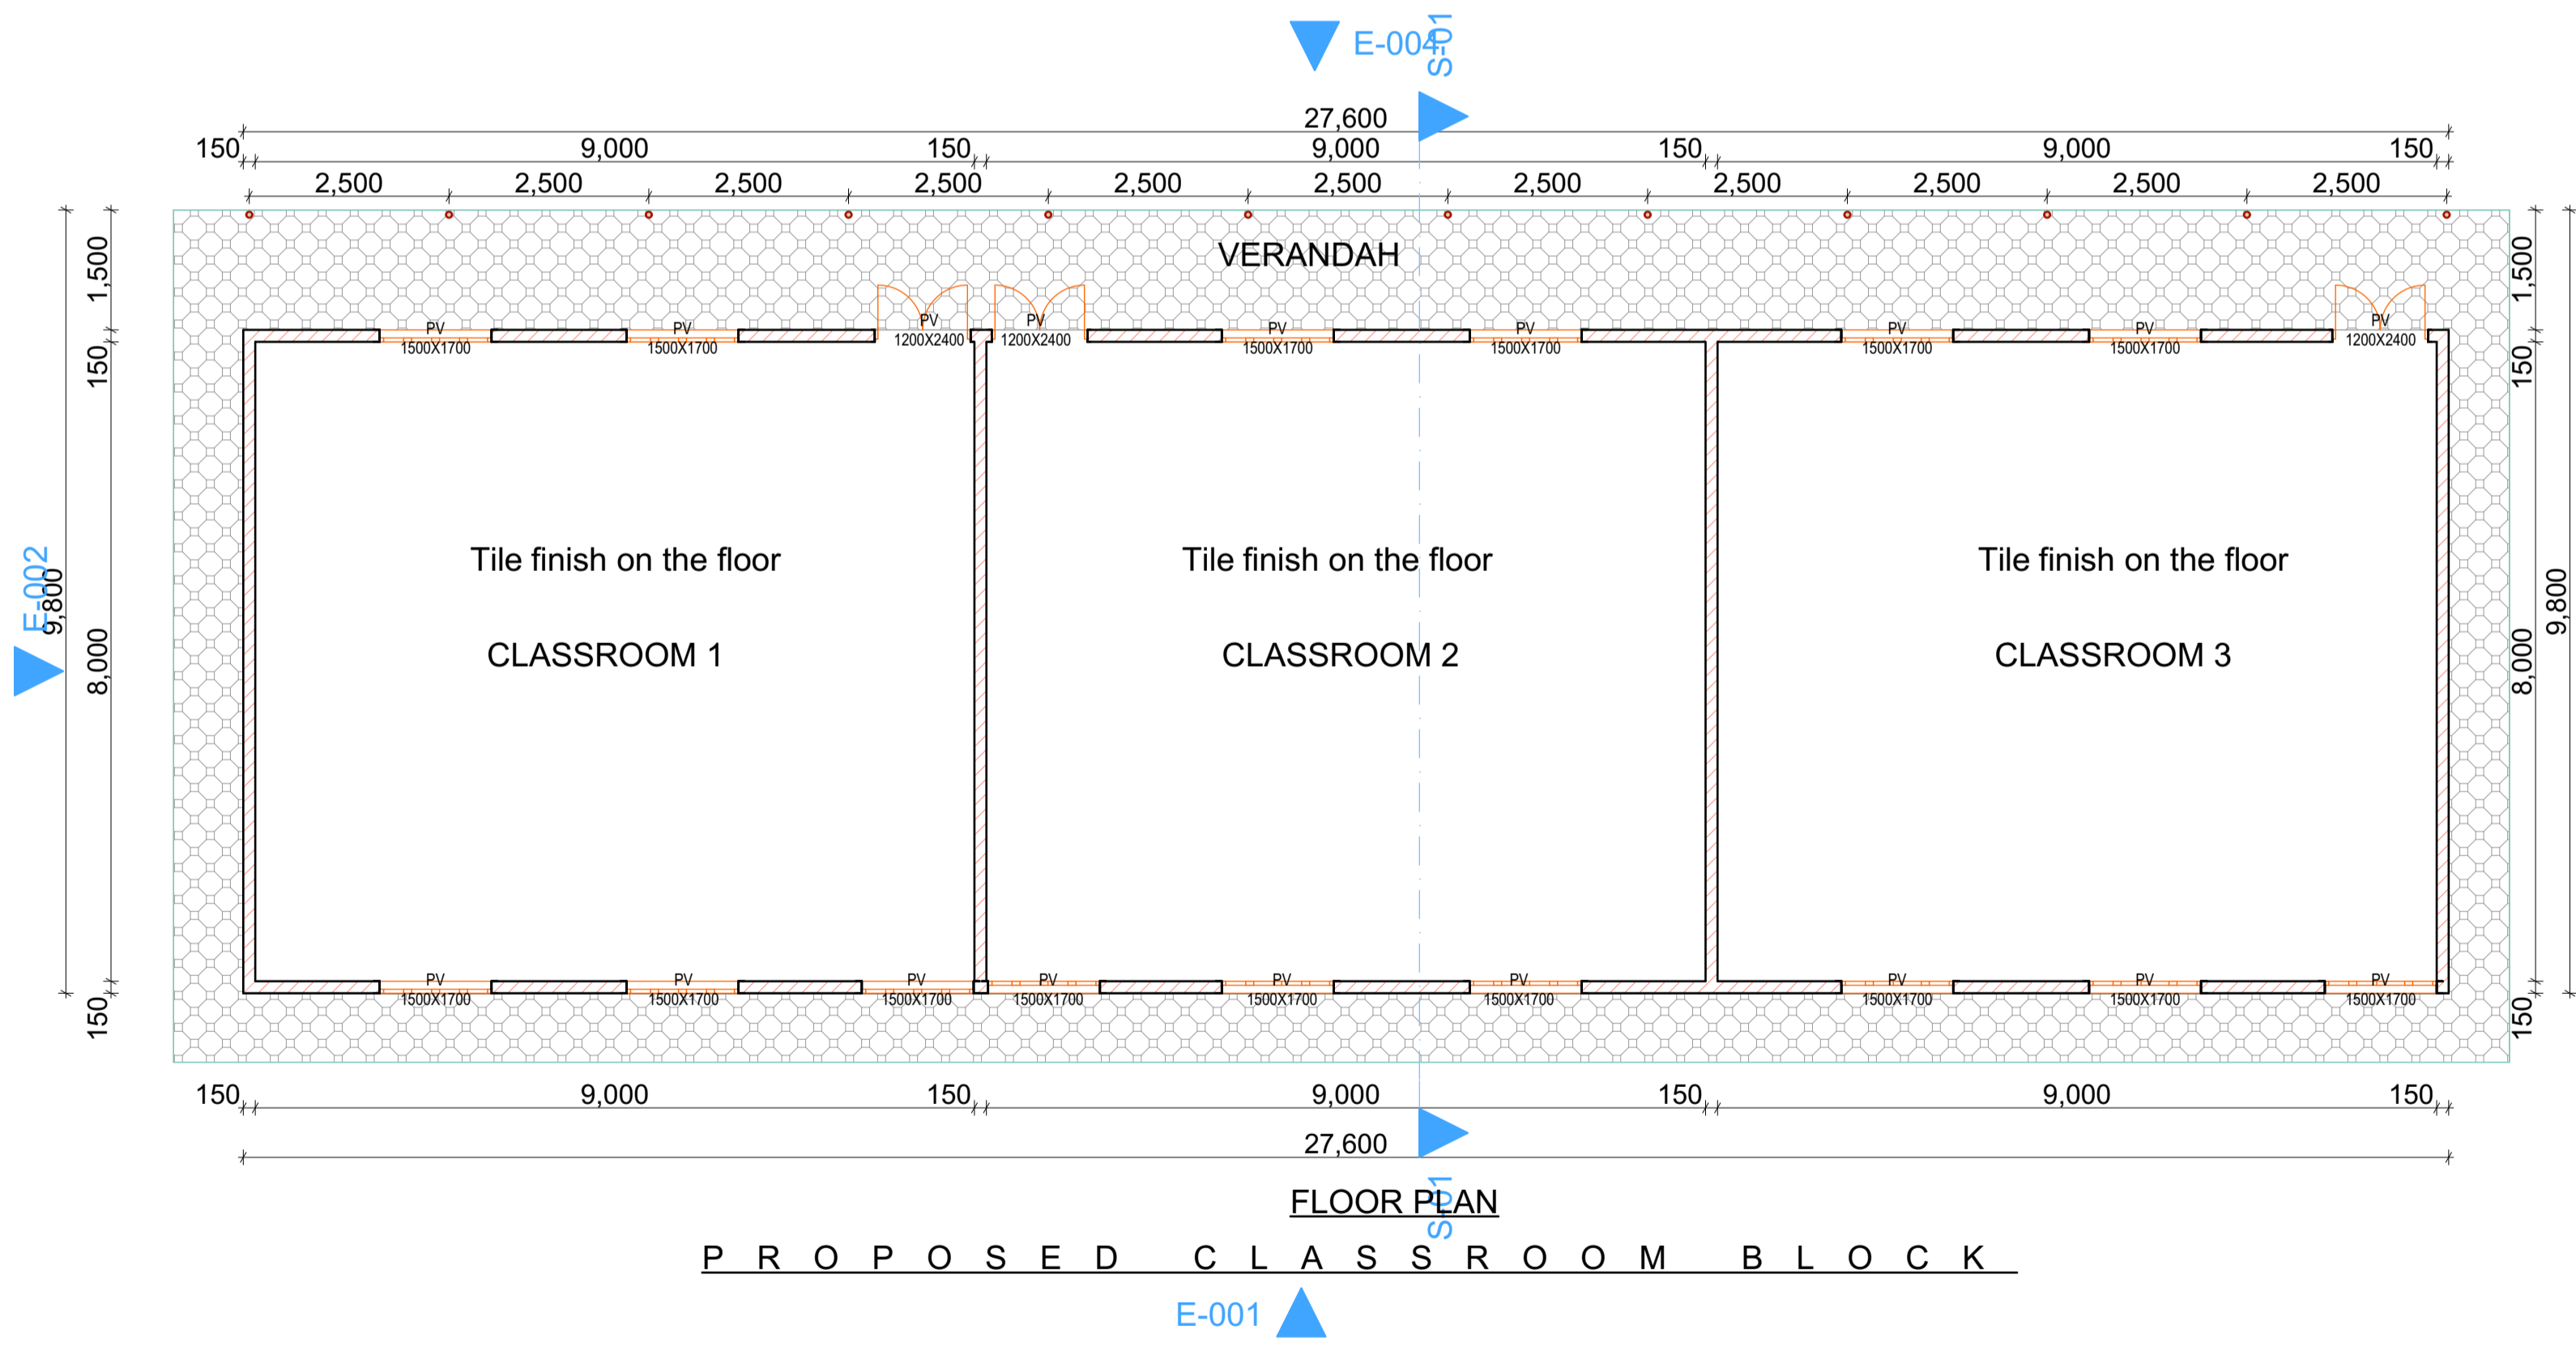 E-004
S-01
27,600
150 9,000 150 9,000 150 9,000 150
2,500 2,500 2,500 2,500 2,500 2,500 2,500 2,500 2,500 2,500 2,500
1,500 VERANDAH 1,500
PV PV PV PV PV PV PV PV PV
1500X1700 1500X1700 1200X2400 1200X2400 1500X1700 1500X1700 1500X1700 1500X1700 1200X2400
150 150
Tile finish on the floor Tile finish on the floor Tile finish on the floor
E-002
9,800 9,800
8,000 CLASSROOM 1 CLASSROOM 2 CLASSROOM 3 8,000
PV PV PV PV PV PV PV PV PV
1500X1700 1500X1700 1500X1700 1500X1700 1500X1700 1500X1700 1500X1700 1500X1700 1500X1700
150 150
150 9,000 150 9,000 150 9,000 150
27,600
S-01
FLOOR PLAN
PROPOSED CLASSROOM BLOCK
E-001